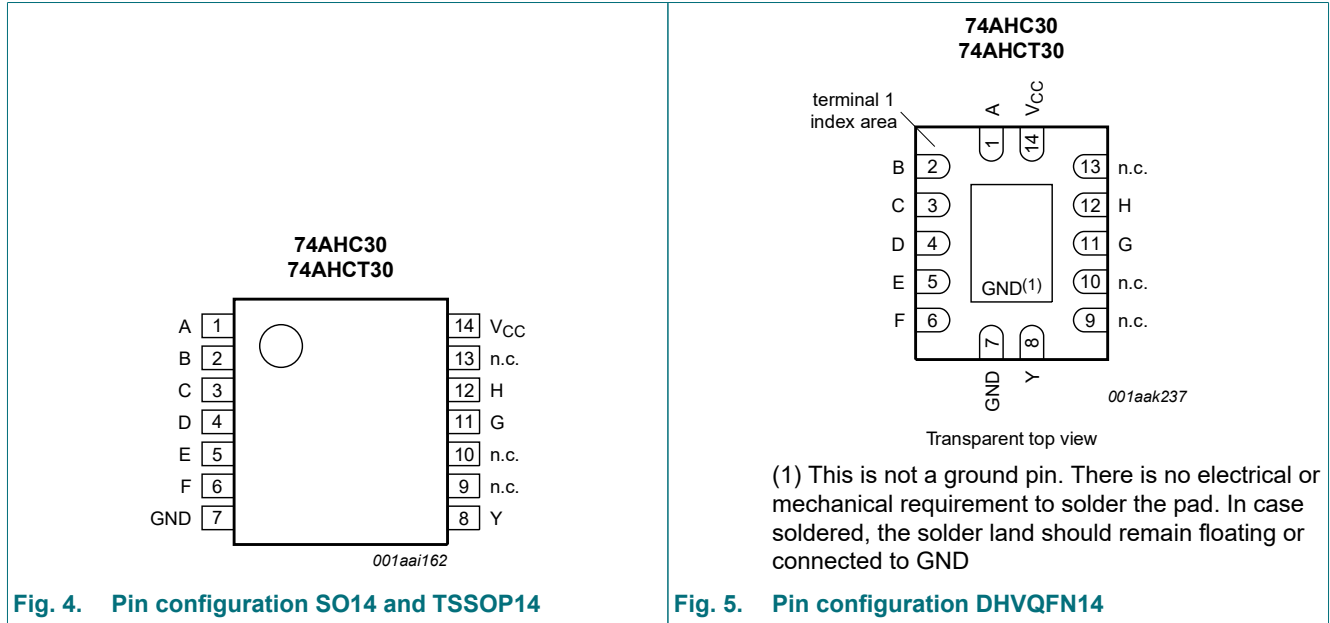 74AHC30
74AHCT30
A 1
B 2
C 3
D 4
E 5
F 6
GND 7
14 VCC
13 n.c.
12 H
11 G
10 n.c.
9 n.c.
8 Y
001aai162
Fig. 4. Pin configuration SO14 and TSSOP14
74AHC30
74AHCT30
terminal 1
index area
A VCC
1 14
B 2
C 3
D 4
E 5
F 6
13 n.c.
12 H
11 G
10 n.c.
9 n.c.
GND(1)
7 8
GND Y
001aak237
Transparent top view
(1) This is not a ground pin. There is no electrical or
mechanical requirement to solder the pad. In case
soldered, the solder land should remain floating or
connected to GND
Fig. 5. Pin configuration DHVQFN14